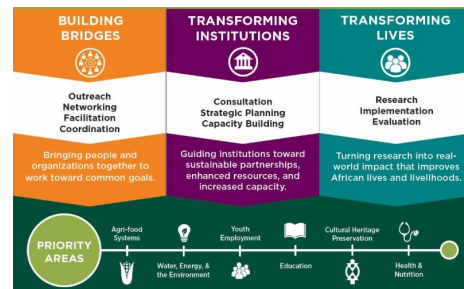 BUILDING
BRIDGES
Outreach
Networking
Facilitation
Coordination
Bringing people and
organizations together to
work toward common goals.
TRANSFORMING
INSTITUTIONS
Consultation
Strategic Planning
Capacity Building
Guiding institutions toward
sustainable partnerships,
enhanced resources, and
increased capacity.
TRANSFORMING
LIVES
Research
Implementation
Evaluation
Turning research into real-
world impact that improves
African lives and livelihoods.
PRIORITY
AREAS
Agri-food
Systems
Water, Energy, &
the Environment
Youth
Employment
Education
Cultural Heritage
Preservation
Health &
Nutrition